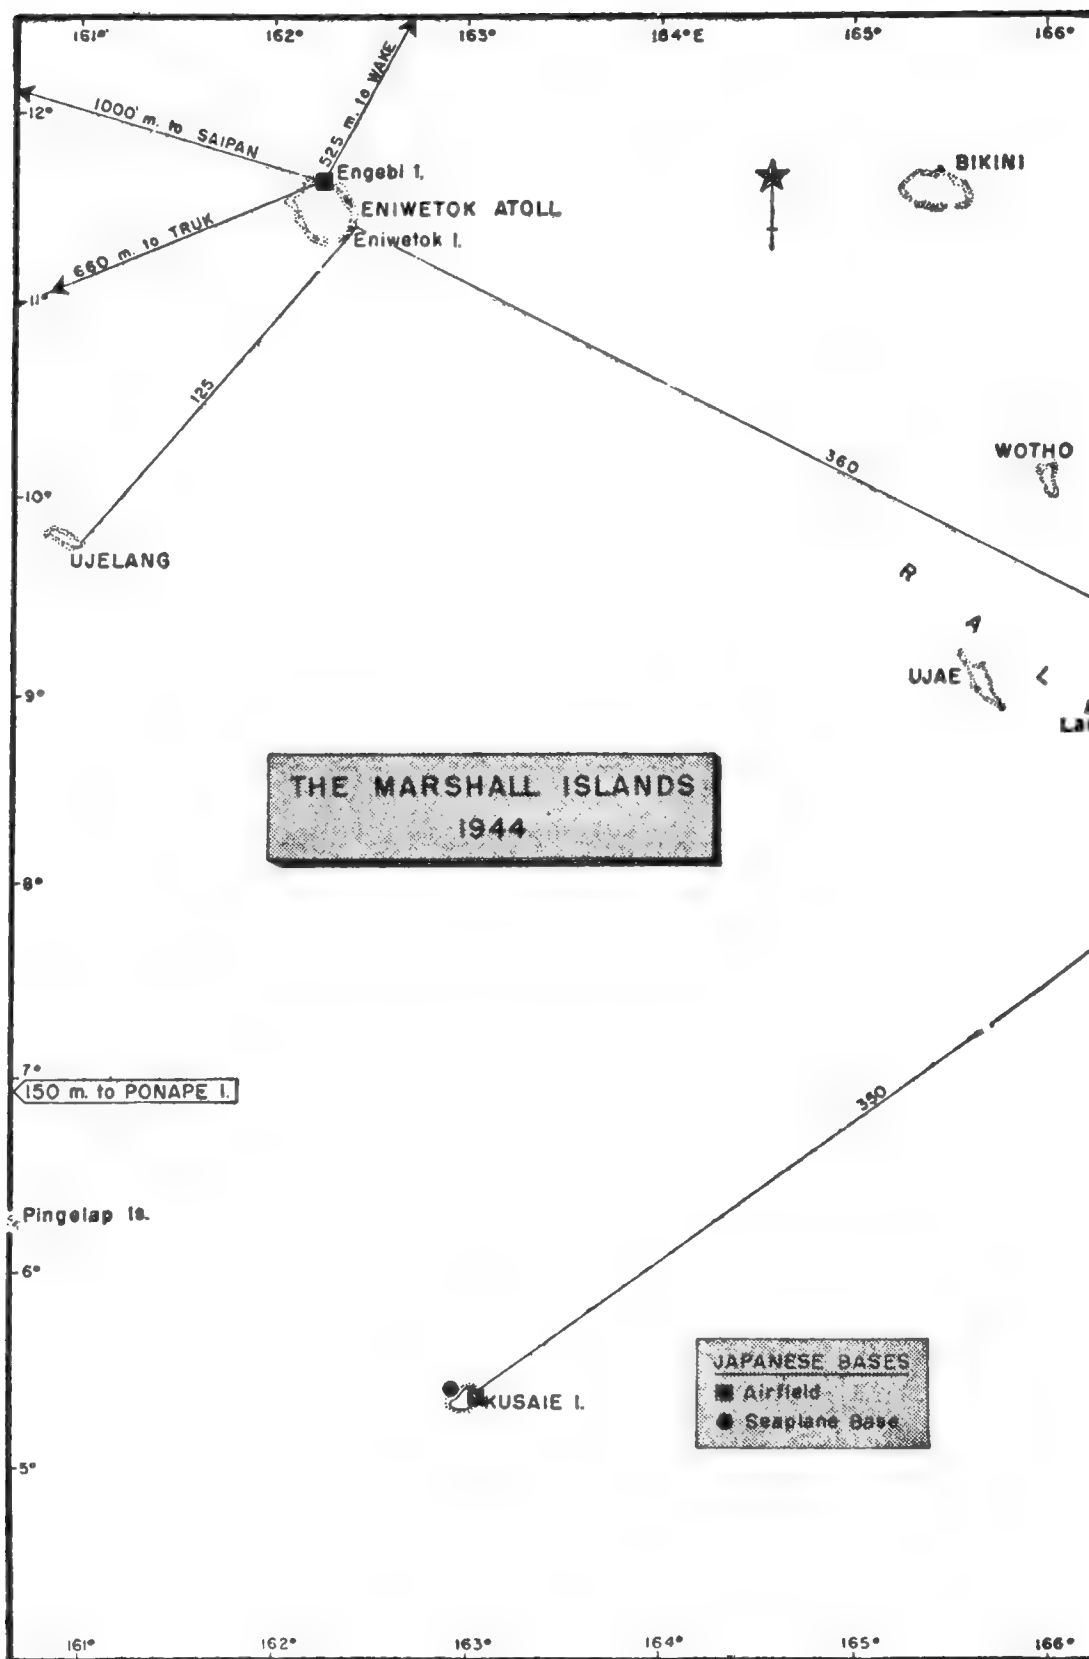 161° 162° 163° 164°E 165° 166°
525 m. to WAKE
12°
1000 m. to SAIPAN
BIKINI
Engebi I.
ENIWETOK ATOLL
660 m. to TRUK
Eniwetok I.
11°
125
WOTHO
360
10°
UJELANG
R
A
UJAE
L
9°
THE MARSHALL ISLANDS
1944
8°
7°
150 m. to PONAPE I.
350
Pingelap Is.
6°
JAPANESE BASES
Airfield
KUSAIE I.
Seaplane Base
5°
161° 162° 163° 164° 165° 166°